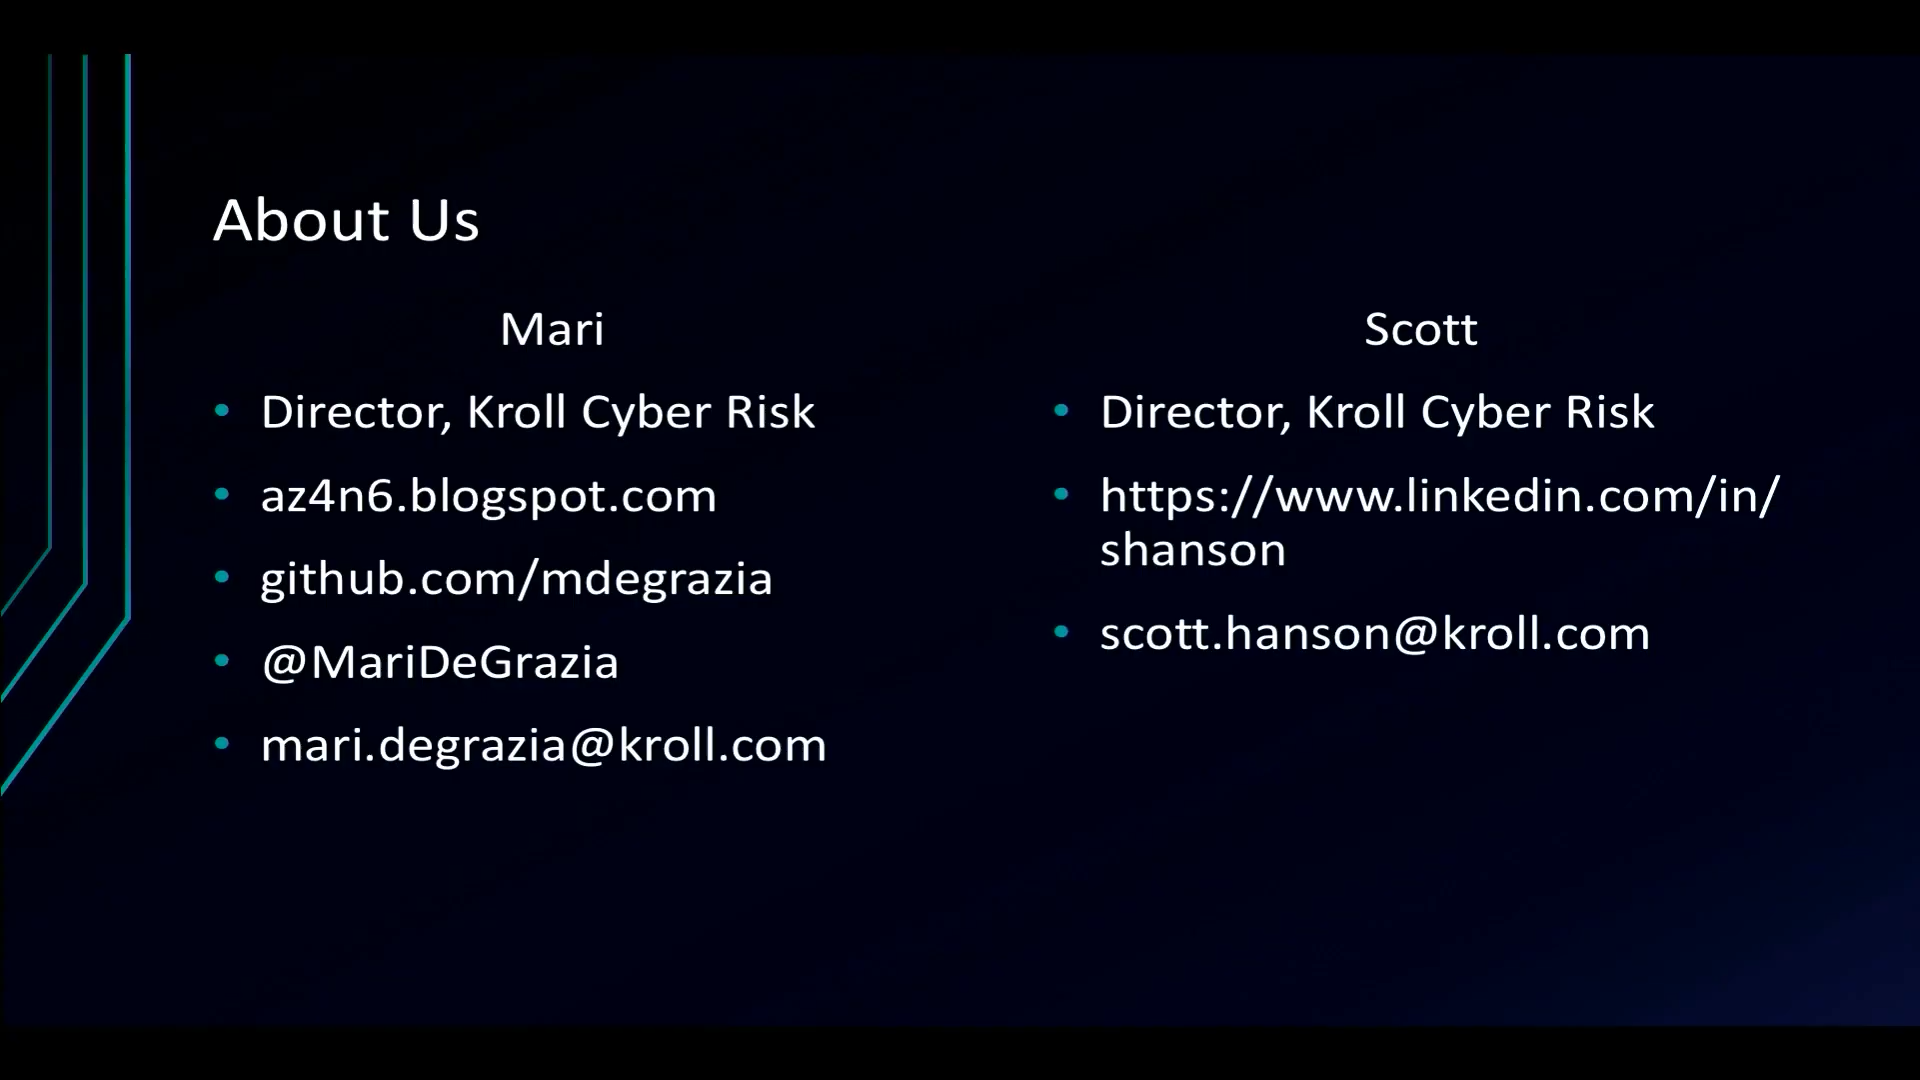 About Us
Mari
Director, Kroll Cyber Risk
az4n6.blogspot.com
github.com/mdegrazia
@MariDeGrazia
mari.degrazia@kroll.com
Scott
Director, Kroll Cyber Risk
https://www.linkedin.com/in/
shanson
scott.hanson@kroll.com